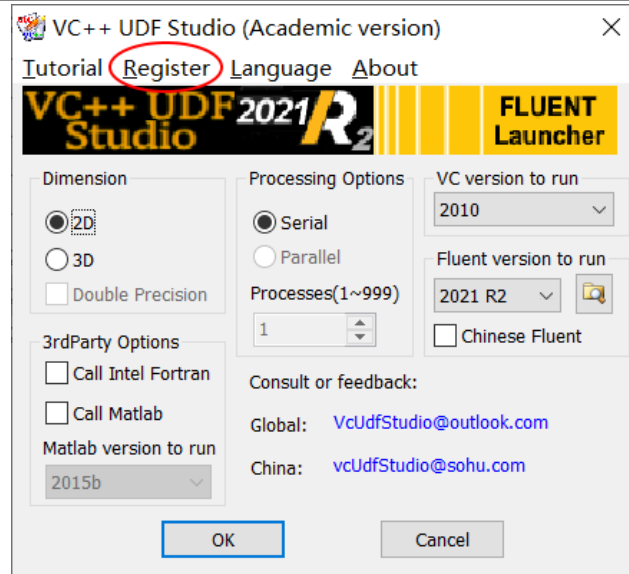 VC++ UDF Studio (Academic version)
Tutorial Register Language About
VC++ UDF Studio 2021 R2 FLUENT Launcher
Dimension
2D
3D
Double Precision
3rdParty Options
Call Intel Fortran
Call Matlab
Matlab version to run
2015b
Processing Options
Serial
Parallel
Processes(1~999)
1
VC version to run
2010
Fluent version to run
2021 R2
Chinese Fluent
Consult or feedback:
Global: VcUdfStudio@outlook.com
China: vcUdfStudio@sohu.com
OK Cancel